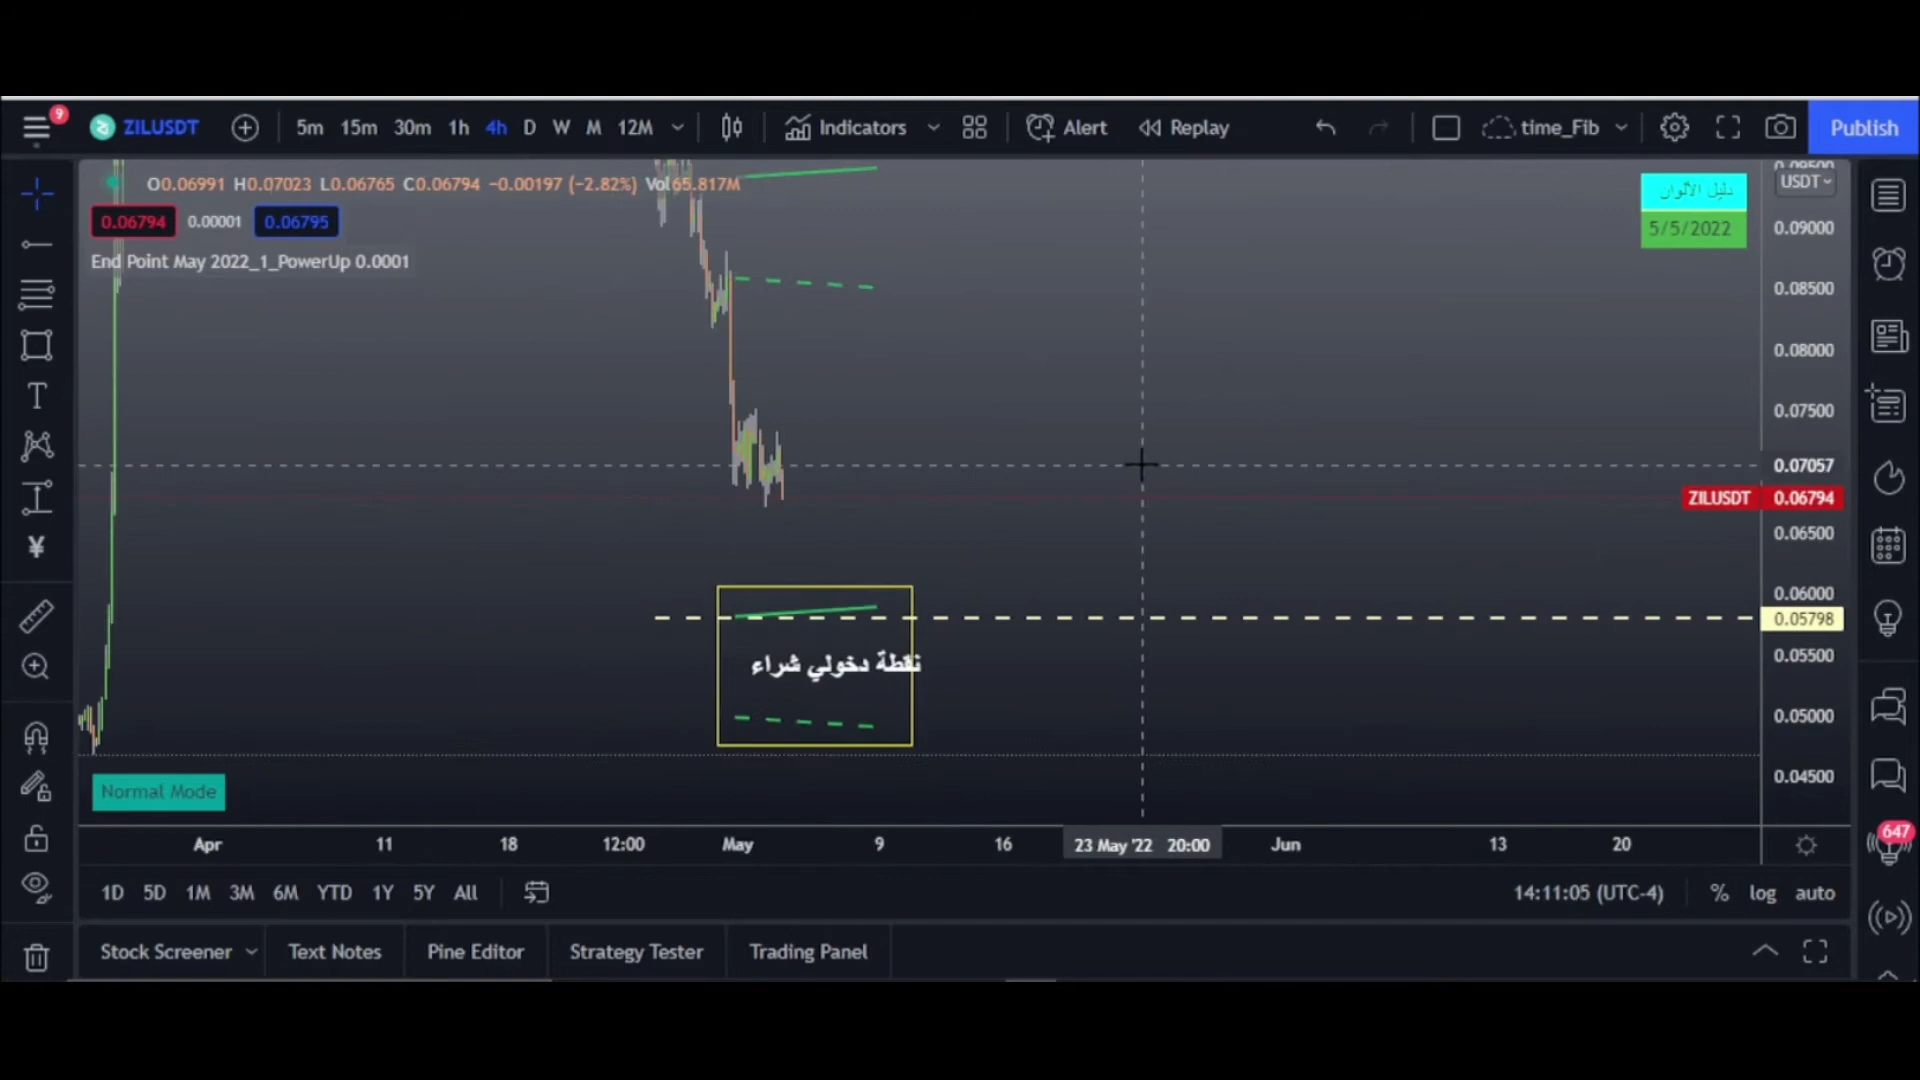 9
ZILUSDT 5m 15m 30m 1h 4h D W M 12M Indicators Alert Replay time_Fib Publish
O0.06991 H0.07023 L0.06765 C0.06794 −0.00197 (−2.82%) Vol65.817M
0.06794 0.00001 0.06795
End Point May 2022_1_PowerUp 0.0001
دليل الألوان
5/5/2022
0.09500
USDT
0.09000
0.08500
0.08000
0.07500
0.07057
ZILUSDT 0.06794
0.06500
0.06000
0.05798
0.05500
0.05000
0.04500
نقطة دخولي شراء
Normal Mode
Apr 11 18 12:00 May 9 16 23 May '22 20:00 Jun 13 20
647
1D 5D 1M 3M 6M YTD 1Y 5Y All 14:11:05 (UTC-4) % log auto
Stock Screener Text Notes Pine Editor Strategy Tester Trading Panel